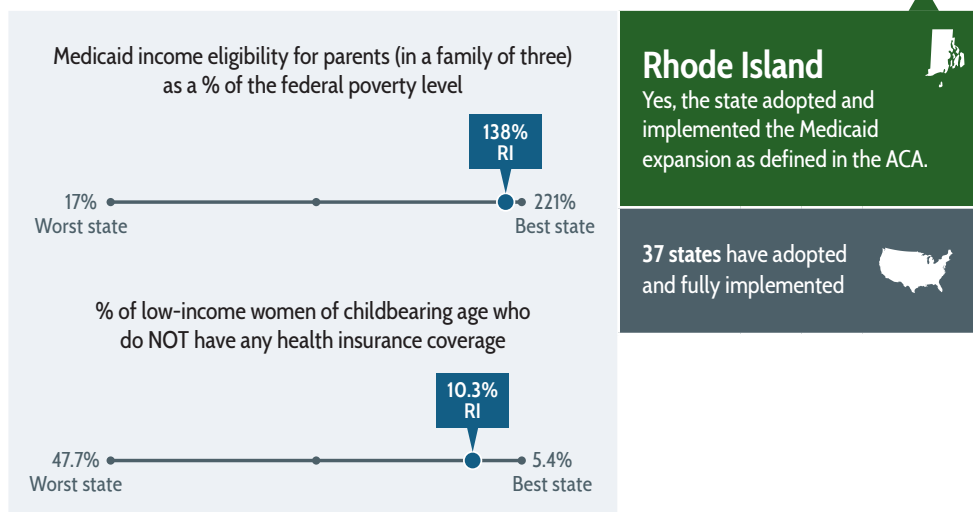 Medicaid income eligibility for parents (in a family of three)
as a % of the federal poverty level
138%
RI
17%
Worst state
221%
Best state
% of low-income women of childbearing age who
do NOT have any health insurance coverage
10.3%
RI
47.7%
Worst state
5.4%
Best state
Rhode Island
Yes, the state adopted and
implemented the Medicaid
expansion as defined in the ACA.
37 states have adopted
and fully implemented